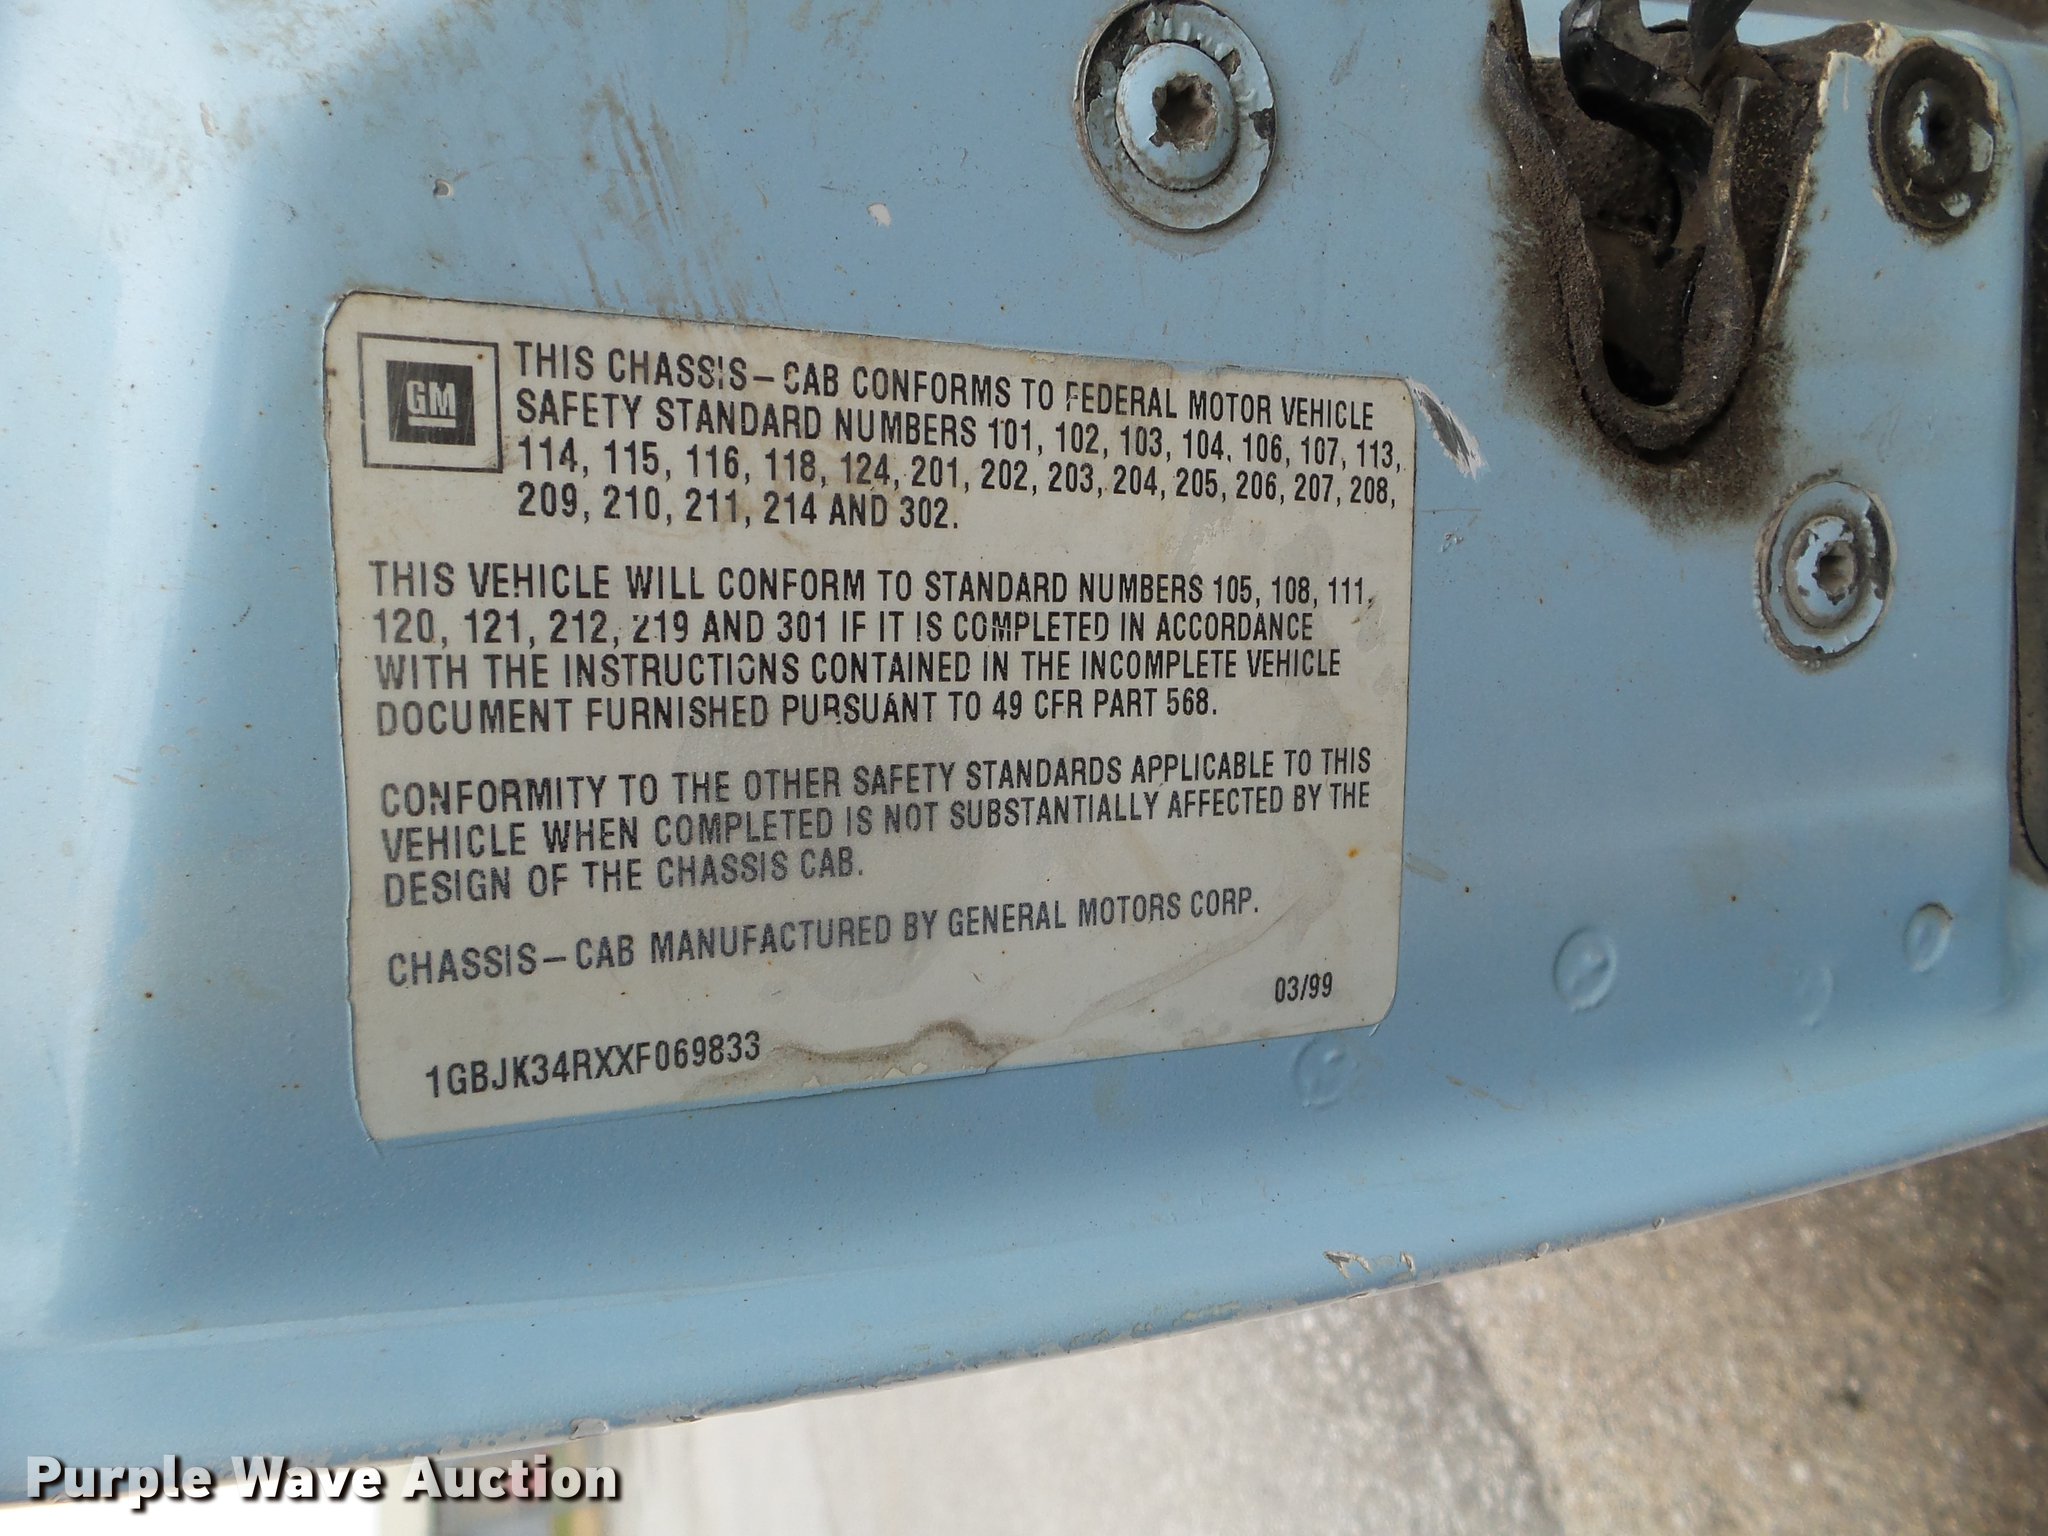 GM
THIS CHASSIS-CAB CONFORMS TO FEDERAL MOTOR VEHICLE
SAFETY STANDARD NUMBERS 101, 102, 103, 104, 106, 107, 113,
114, 115, 116, 118, 124, 201, 202, 203, 204, 205, 206, 207, 208,
209, 210, 211, 214 AND 302.
THIS VEHICLE WILL CONFORM TO STANDARD NUMBERS 105, 108, 111,
120, 121, 212, 219 AND 301 IF IT IS COMPLETED IN ACCORDANCE
WITH THE INSTRUCTIONS CONTAINED IN THE INCOMPLETE VEHICLE
DOCUMENT FURNISHED PURSUANT TO 49 CFR PART 568.
CONFORMITY TO THE OTHER SAFETY STANDARDS APPLICABLE TO THIS
VEHICLE WHEN COMPLETED IS NOT SUBSTANTIALLY AFFECTED BY THE
DESIGN OF THE CHASSIS CAB.
CHASSIS-CAB MANUFACTURED BY GENERAL MOTORS CORP.
03/99
1GBJK34RXXF069833
Purple Wave Auction